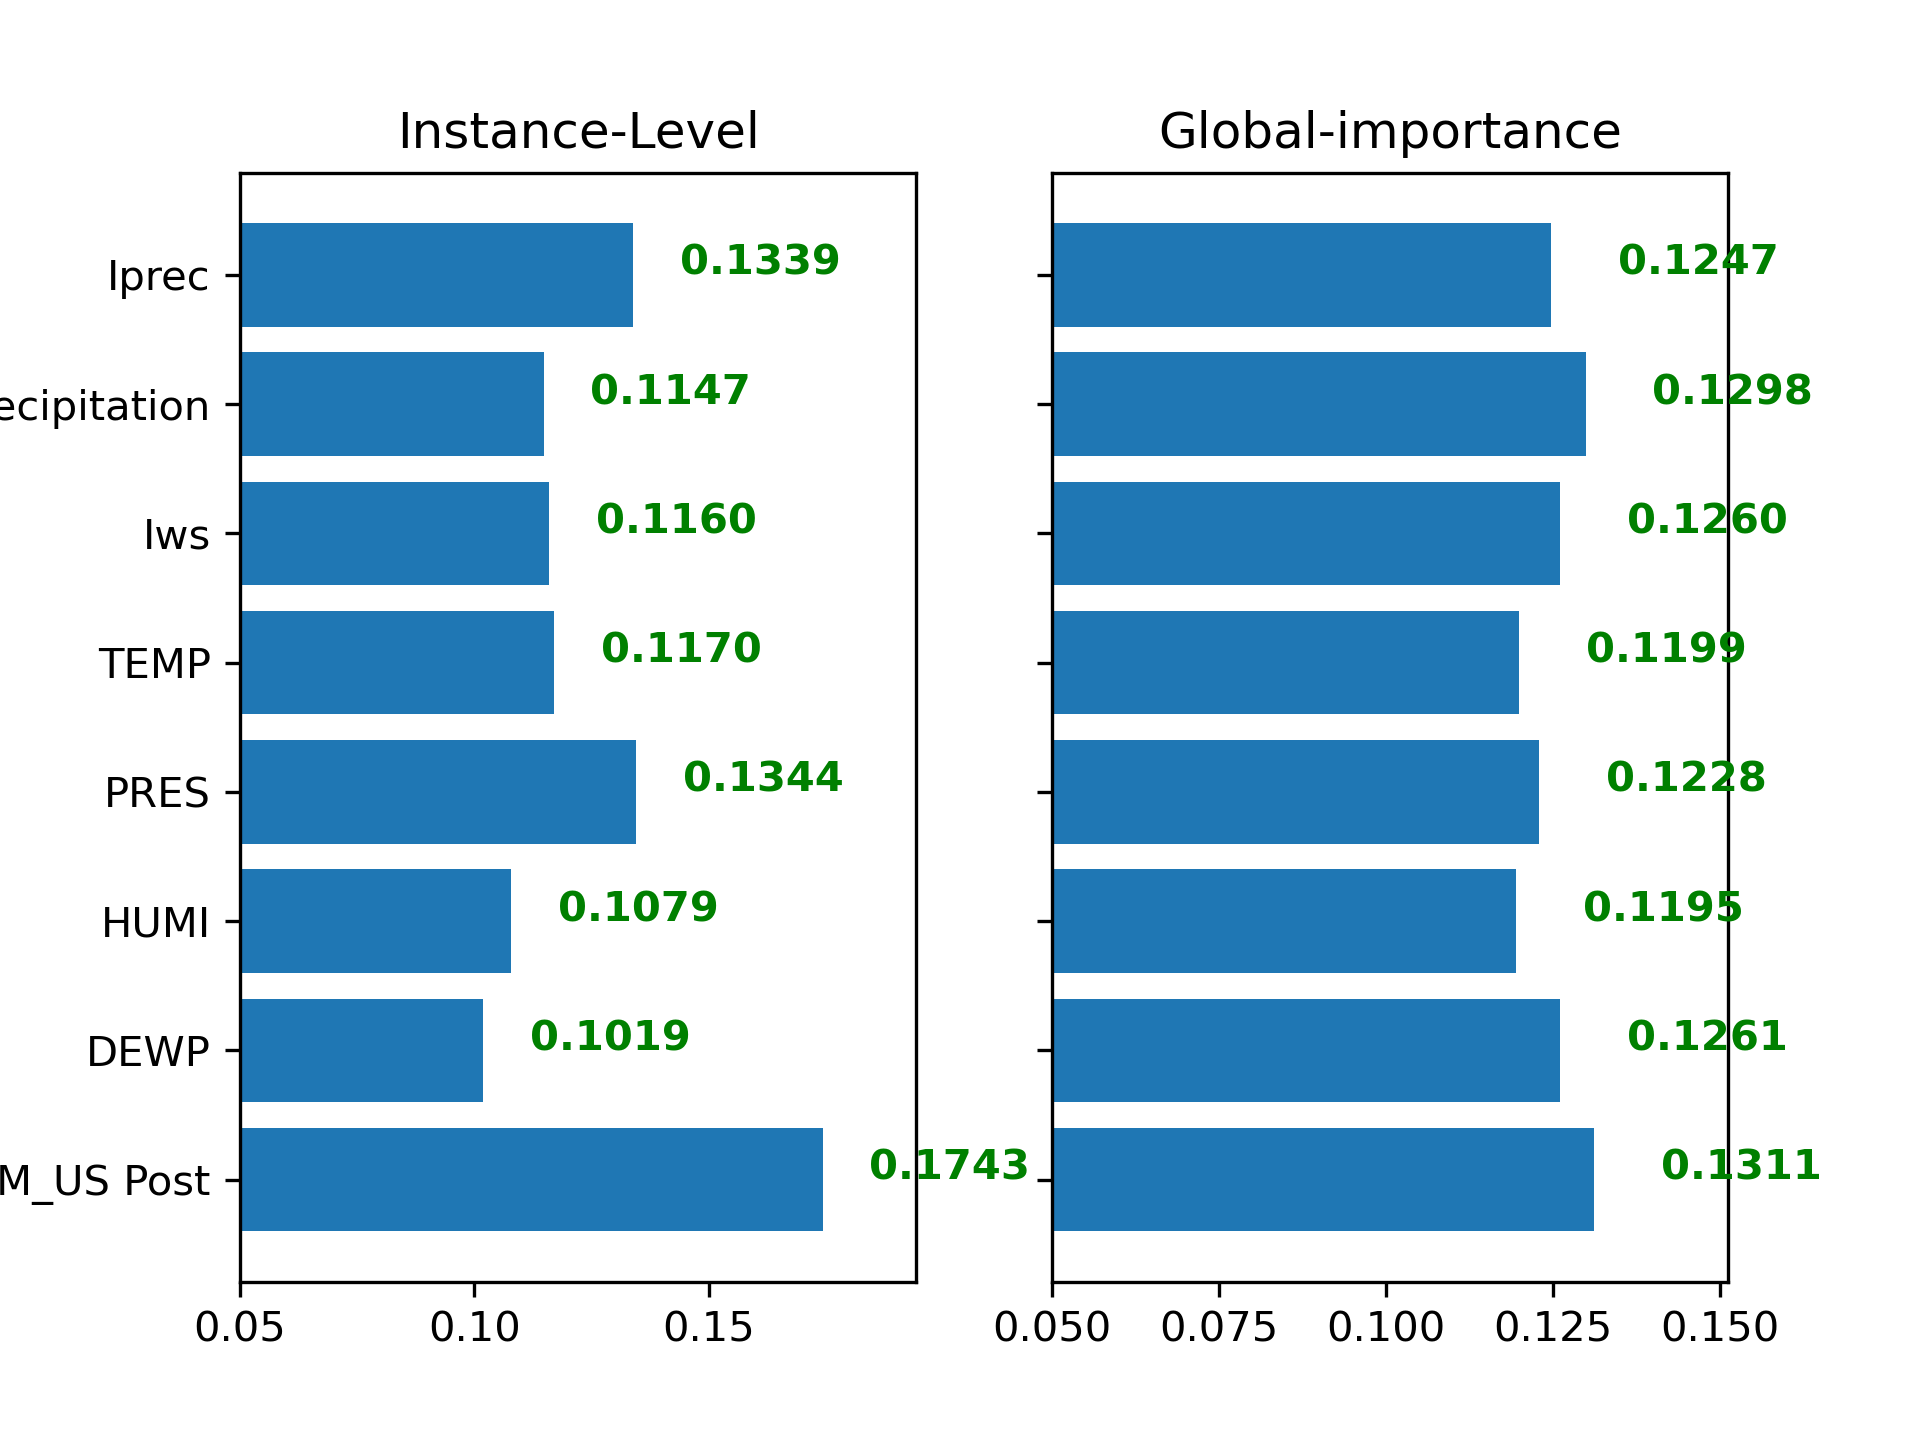 Instance-Level
Global-importance
Iprec 0.1339 0.1247
ecipitation 0.1147 0.1298
Iws 0.1160 0.1260
TEMP 0.1170 0.1199
PRES 0.1344 0.1228
HUMI 0.1079 0.1195
DEWP 0.1019 0.1261
M_US Post 0.1743 0.1311
0.05 0.10 0.15
0.050 0.075 0.100 0.125 0.150